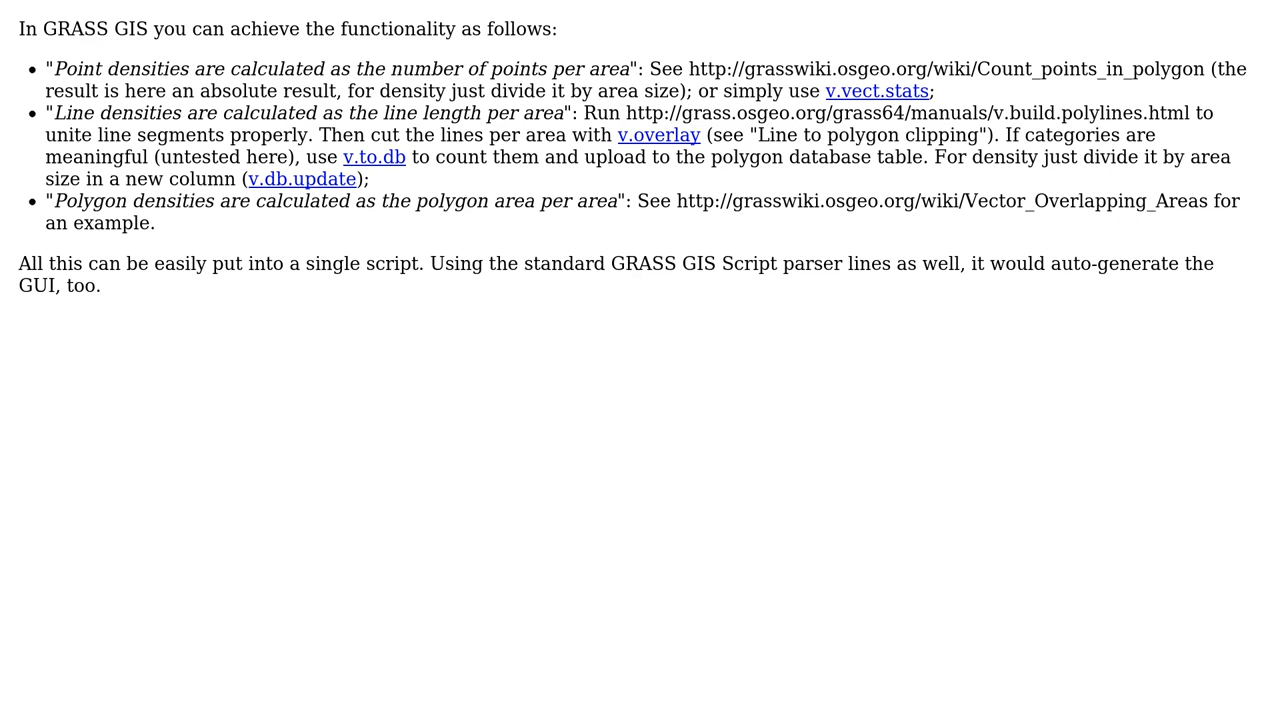 In GRASS GIS you can achieve the functionality as follows:
• "Point densities are calculated as the number of points per area": See http://grasswiki.osgeo.org/wiki/Count_points_in_polygon (the
result is here an absolute result, for density just divide it by area size); or simply use v.vect.stats;
• "Line densities are calculated as the line length per area": Run http://grass.osgeo.org/grass64/manuals/v.build.polylines.html to
unite line segments properly. Then cut the lines per area with v.overlay (see "Line to polygon clipping"). If categories are
meaningful (untested here), use v.to.db to count them and upload to the polygon database table. For density just divide it by area
size in a new column (v.db.update);
• "Polygon densities are calculated as the polygon area per area": See http://grasswiki.osgeo.org/wiki/Vector_Overlapping_Areas for
an example.
All this can be easily put into a single script. Using the standard GRASS GIS Script parser lines as well, it would auto-generate the
GUI, too.